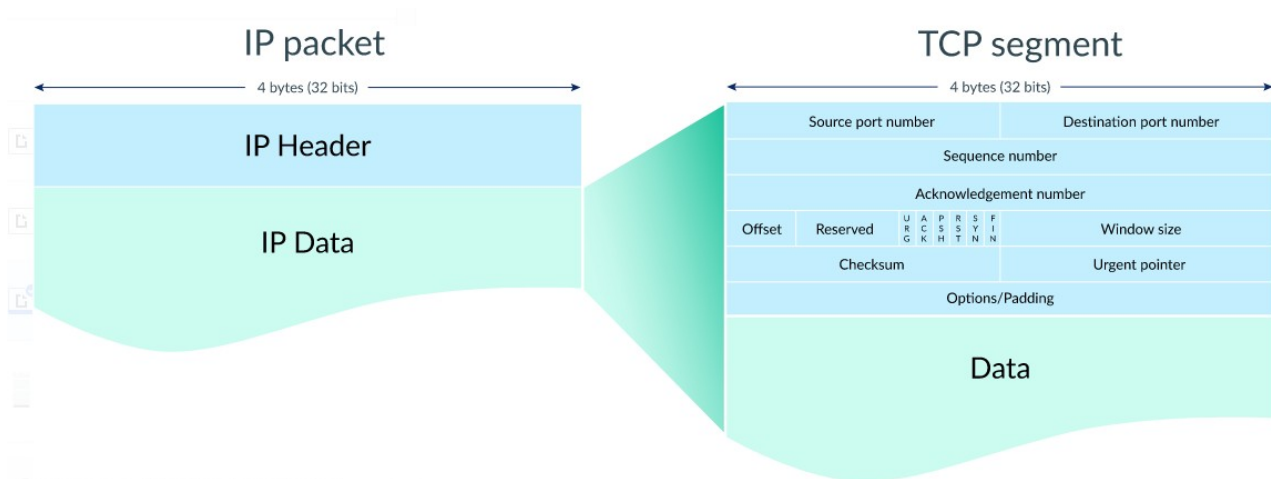 IP packet
4 bytes (32 bits)
IP Header
IP Data
TCP segment
4 bytes (32 bits)
Source port number Destination port number
Sequence number
Acknowledgement number
Offset Reserved URG ACK PSH RST SYN FIN Window size
Checksum Urgent pointer
Options/Padding
Data